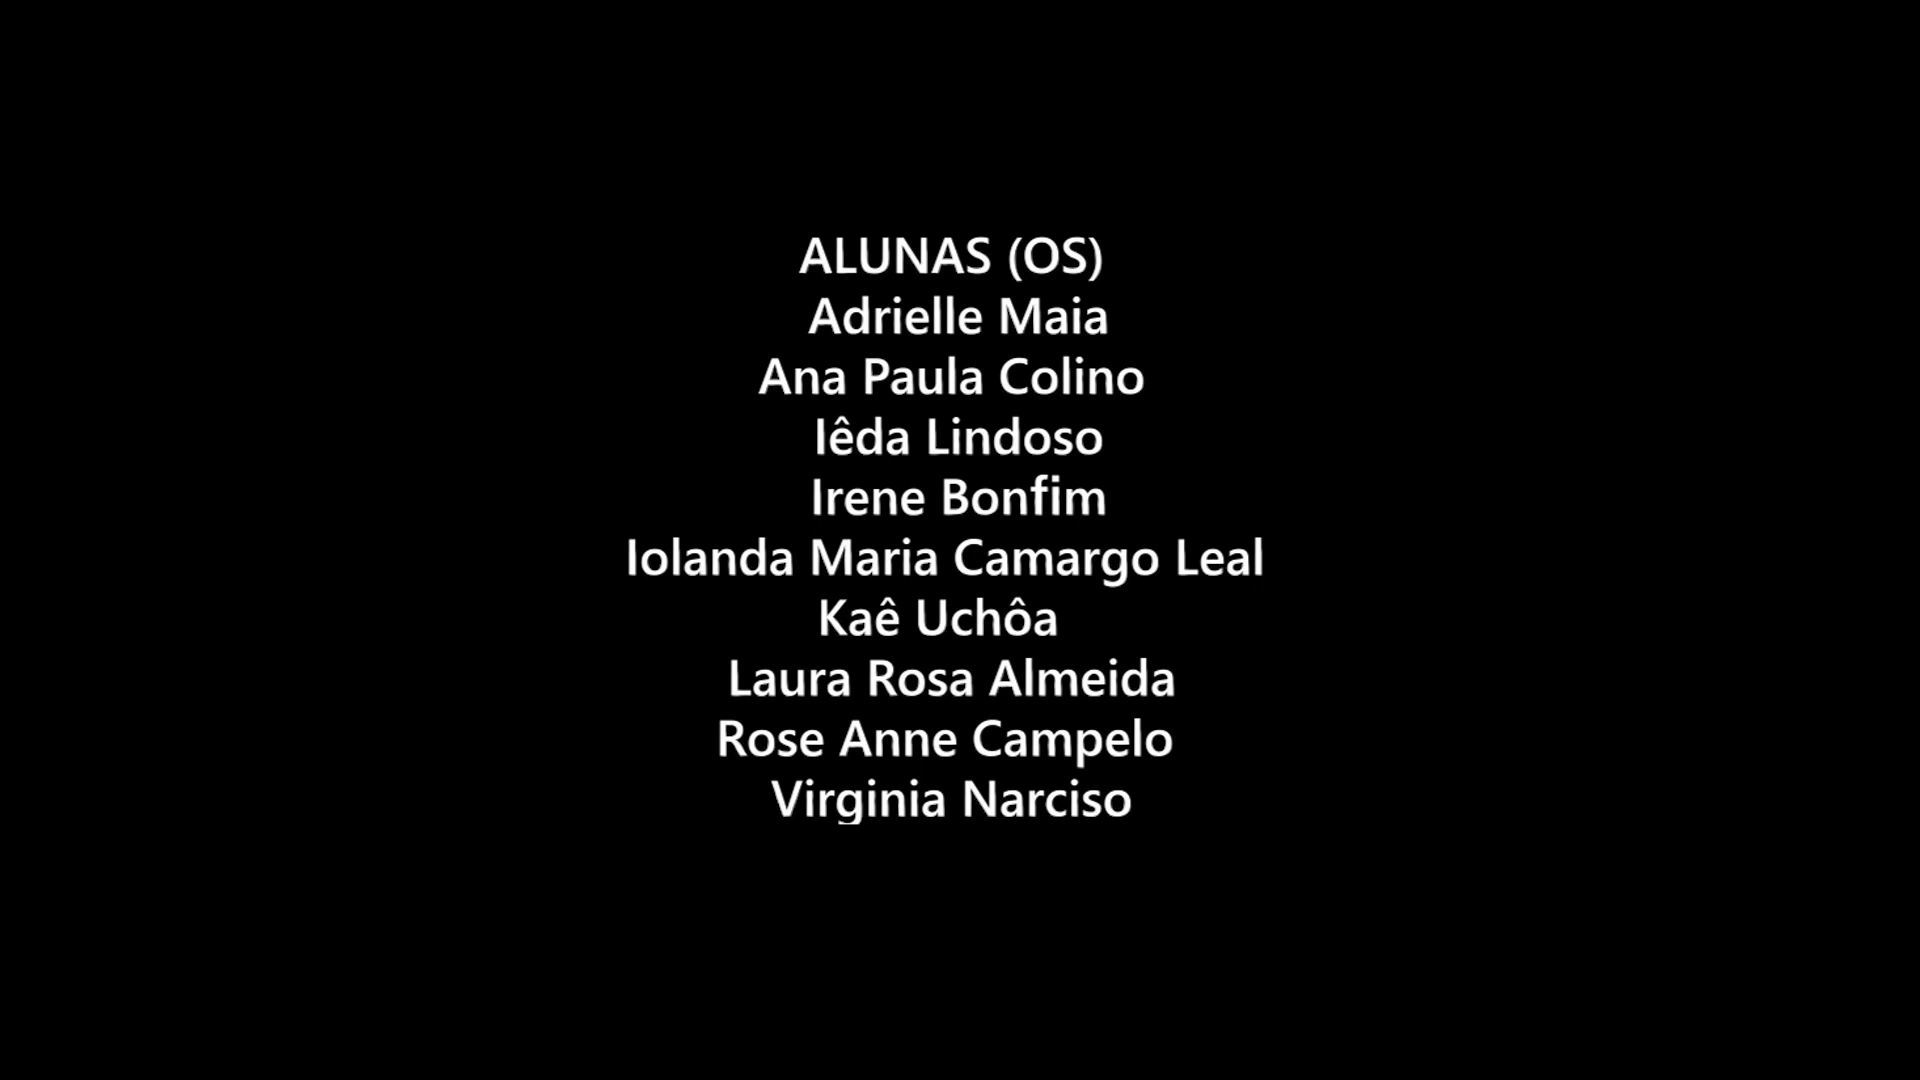 ALUNAS (OS)
Adrielle Maia
Ana Paula Colino
Iêda Lindoso
Irene Bonfim
Iolanda Maria Camargo Leal
Kaê Uchôa
Laura Rosa Almeida
Rose Anne Campelo
Virginia Narciso